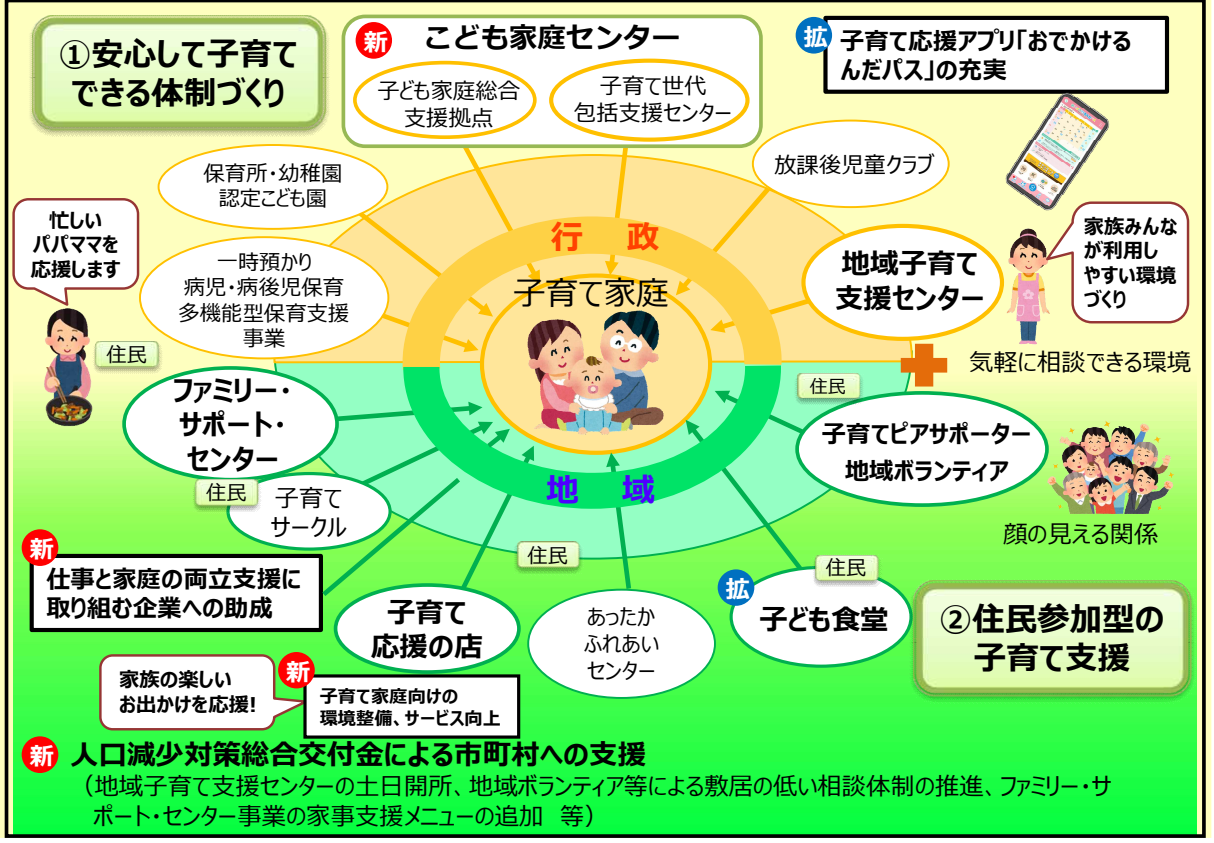 ①安心して子育て
できる体制づくり
新
こども家庭センター
子ども家庭総合
支援拠点
子育て世代
包括支援センター
拡
子育て応援アプリ「おでかける
んだパス」の充実
保育所・幼稚園
認定こども園
放課後児童クラブ
忙しい
パパママを
応援します
一時預かり
病児・病後児保育
多機能型保育支援
事業
行 政
子育て家庭
地域子育て
支援センター
家族みんな
が利用し
やすい環境
づくり
気軽に相談できる環境
住民
ファミリー・
サポート・
センター
住民
子育てピアサポーター
地域ボランティア
顔の見える関係
住民
子育て
サークル
地 域
住民
新
仕事と家庭の両立支援に
取り組む企業への助成
子育て
応援の店
あったか
ふれあい
センター
拡
住民
子ども食堂
②住民参加型の
子育て支援
家族の楽しい
お出かけを応援!
新
子育て家庭向けの
環境整備、サービス向上
新
人口減少対策総合交付金による市町村への支援
（地域子育て支援センターの土日開所、地域ボランティア等による敷居の低い相談体制の推進、ファミリー・サ
ポート・センター事業の家事支援メニューの追加 等）